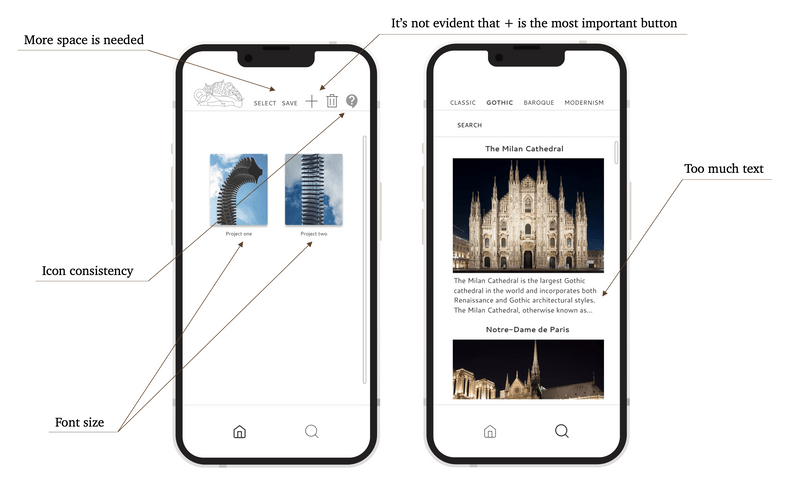 It's not evident that + is the most important button
More space is needed
SELECT SAVE
CLASSIC GOTHIC BAROQUE MODERNISM
SEARCH
The Milan Cathedral
Too much text
Project one Project two
Icon consistency
The Milan Cathedral is the largest Gothic
cathedral in the world and incorporates both
Renaissance and Gothic architectural styles.
The Milan Cathedral, otherwise known as...
Notre-Dame de Paris
Font size